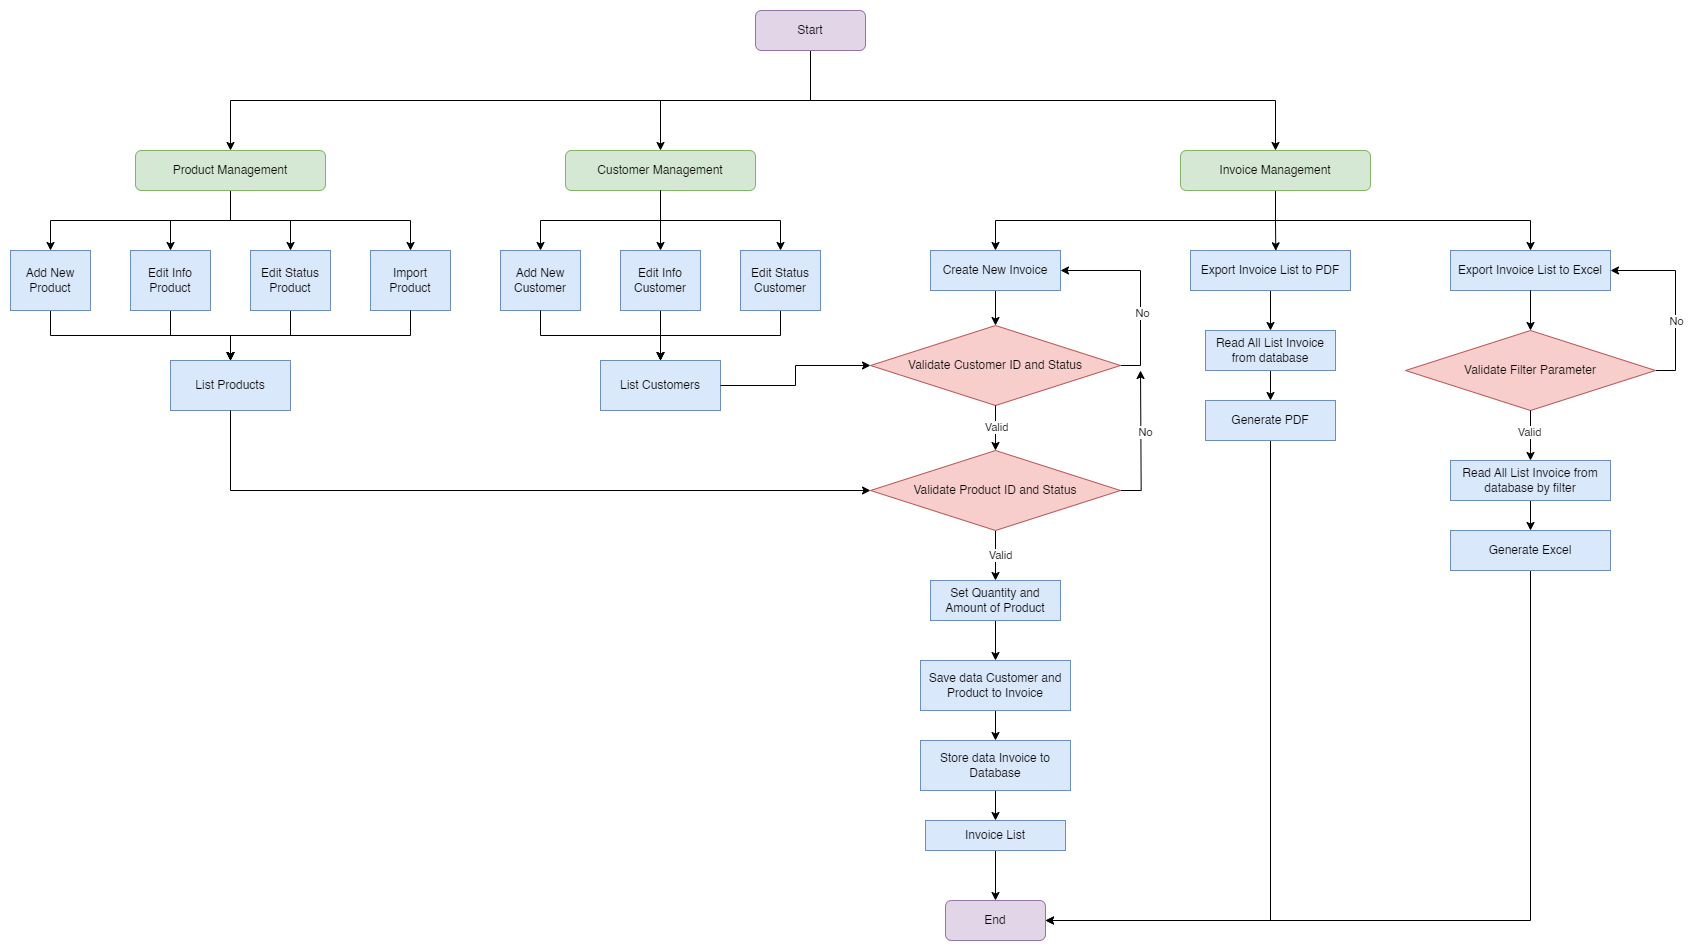 Start
Product Management
Customer Management
Invoice Management
Add New
Product
Edit Info
Product
Edit Status
Product
Import
Product
Add New
Customer
Edit Info
Customer
Edit Status
Customer
Create New Invoice
Export Invoice List to PDF
Export Invoice List to Excel
No
No
Read All List Invoice
from database
Validate Customer ID and Status
Validate Filter Parameter
List Products
List Customers
Generate PDF
Valid
No
Valid
Read All List Invoice from
database by filter
Validate Product ID and Status
Generate Excel
Valid
Set Quantity and
Amount of Product
Save data Customer and
Product to Invoice
Store data Invoice to
Database
Invoice List
End